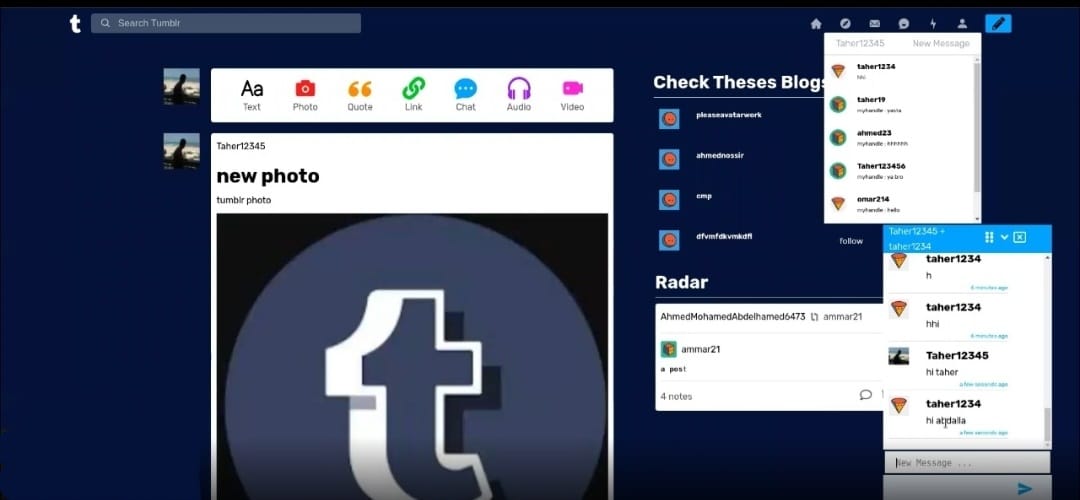 t
Search Tumblr
Aa
Text
Photo
Quote
Link
Chat
Audio
Video
Taher12345
new photo
tumblr photo
t
Check Theses Blogs
pleaseavatarwork
ahmednossir
cmp
dfvmfdkvmkdfl
follow
Radar
AhmedMohamedAbdelhamed6473 ammar21
ammar21
a post
4 notes
Taher12345 New Message
taher1234
hhi
taher19
myhandle : yasta
ahmed23
myhandle : hhhhhh
Taher123456
myhandle : ya bro
omar214
myhandle : hello
Taher12345 +
taher1234
taher1234
h
6 minutes ago
taher1234
hhi
6 minutes ago
Taher12345
hi taher
a few seconds ago
taher1234
hi abdalla
a few seconds ago
New Message ...